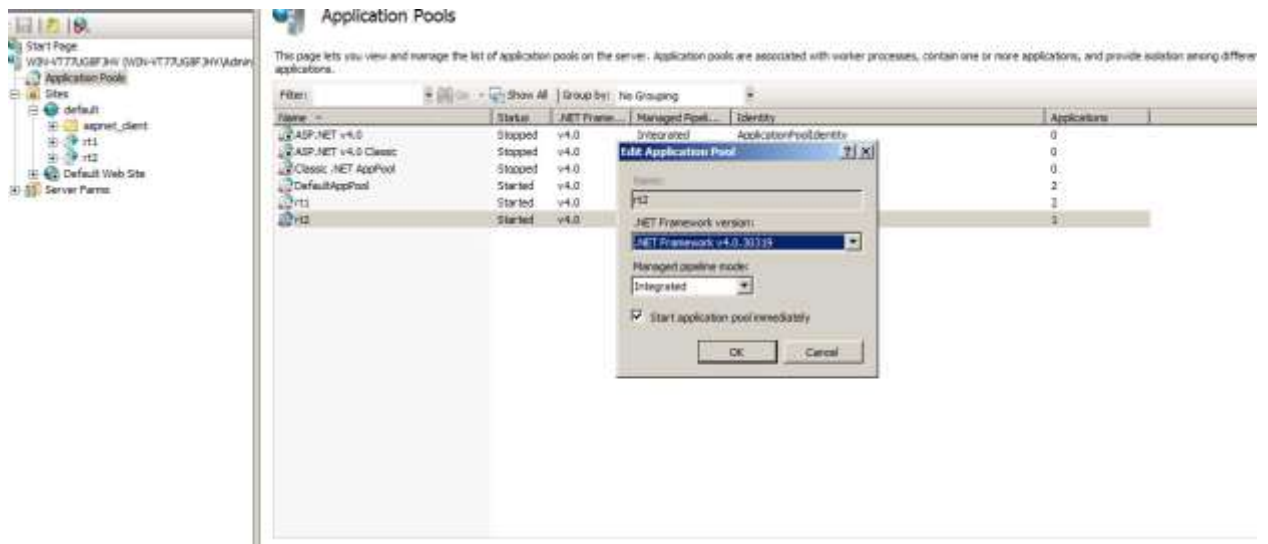 Application Pools
This page lets you view and manage the list of application pools on the server. Application pools are associated with worker processes, contain one or more applications, and provide isolation among differen
applications.
Start Page
Application Pools
Sites
default
aspnet_client
rt1
rt2
Default Web Site
Server Farms
Filter: Go Show All Group by: No Grouping
Name Status .NET Frame... Managed Pipeli... Identity Applications
ASP.NET v4.0 Stopped v4.0 Integrated ApplicationPoolIdentity 0
ASP.NET v4.0 Classic Stopped v4.0 0
Classic .NET AppPool Stopped v4.0 0
DefaultAppPool Started v4.0 2
rt1 Started v4.0
rt2 Started v4.0
Edit Application Pool
Name:
rt2
.NET Framework version:
.NET Framework v4.0.30319
Managed pipeline mode:
Integrated
Start application pool immediately
OK Cancel